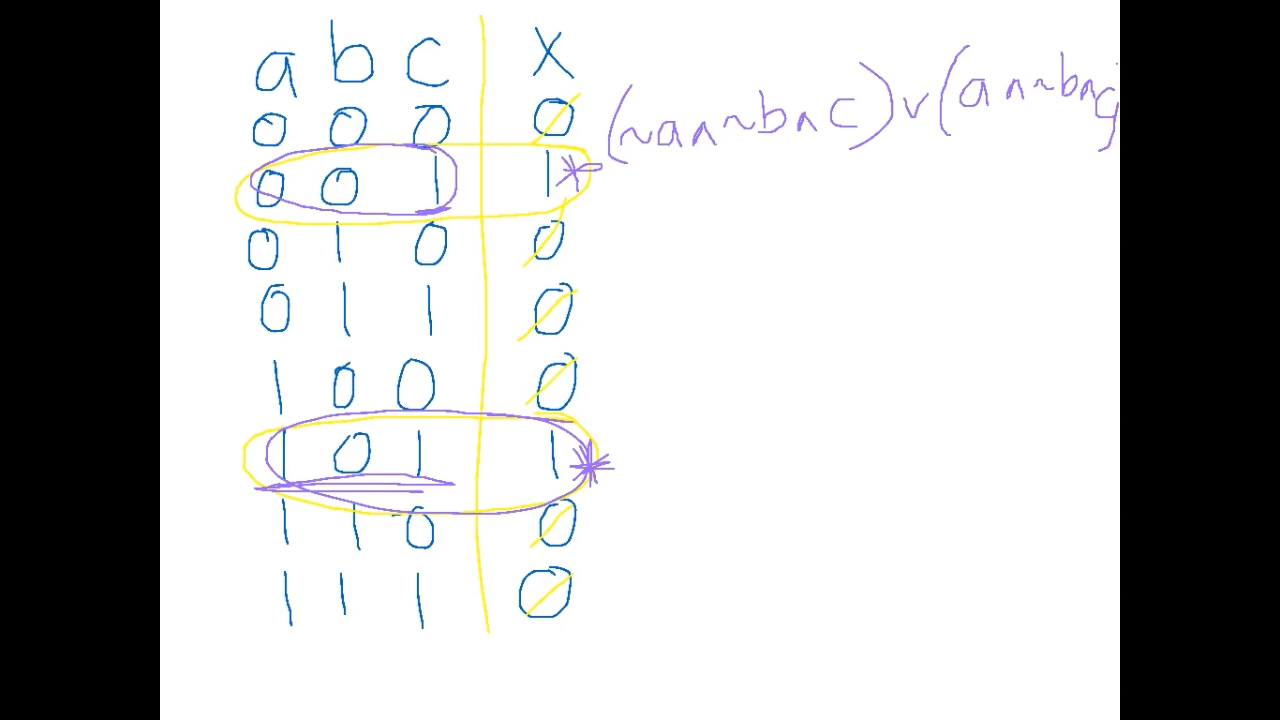 a b c x
0 0 0 0 (~a∧~b∧c)∨(a∧~b∧c)
0 0 1 1*
0 1 0 0
0 1 1 0
1 0 0 0
1 0 1 1*
1 1 0 0
1 1 1 0